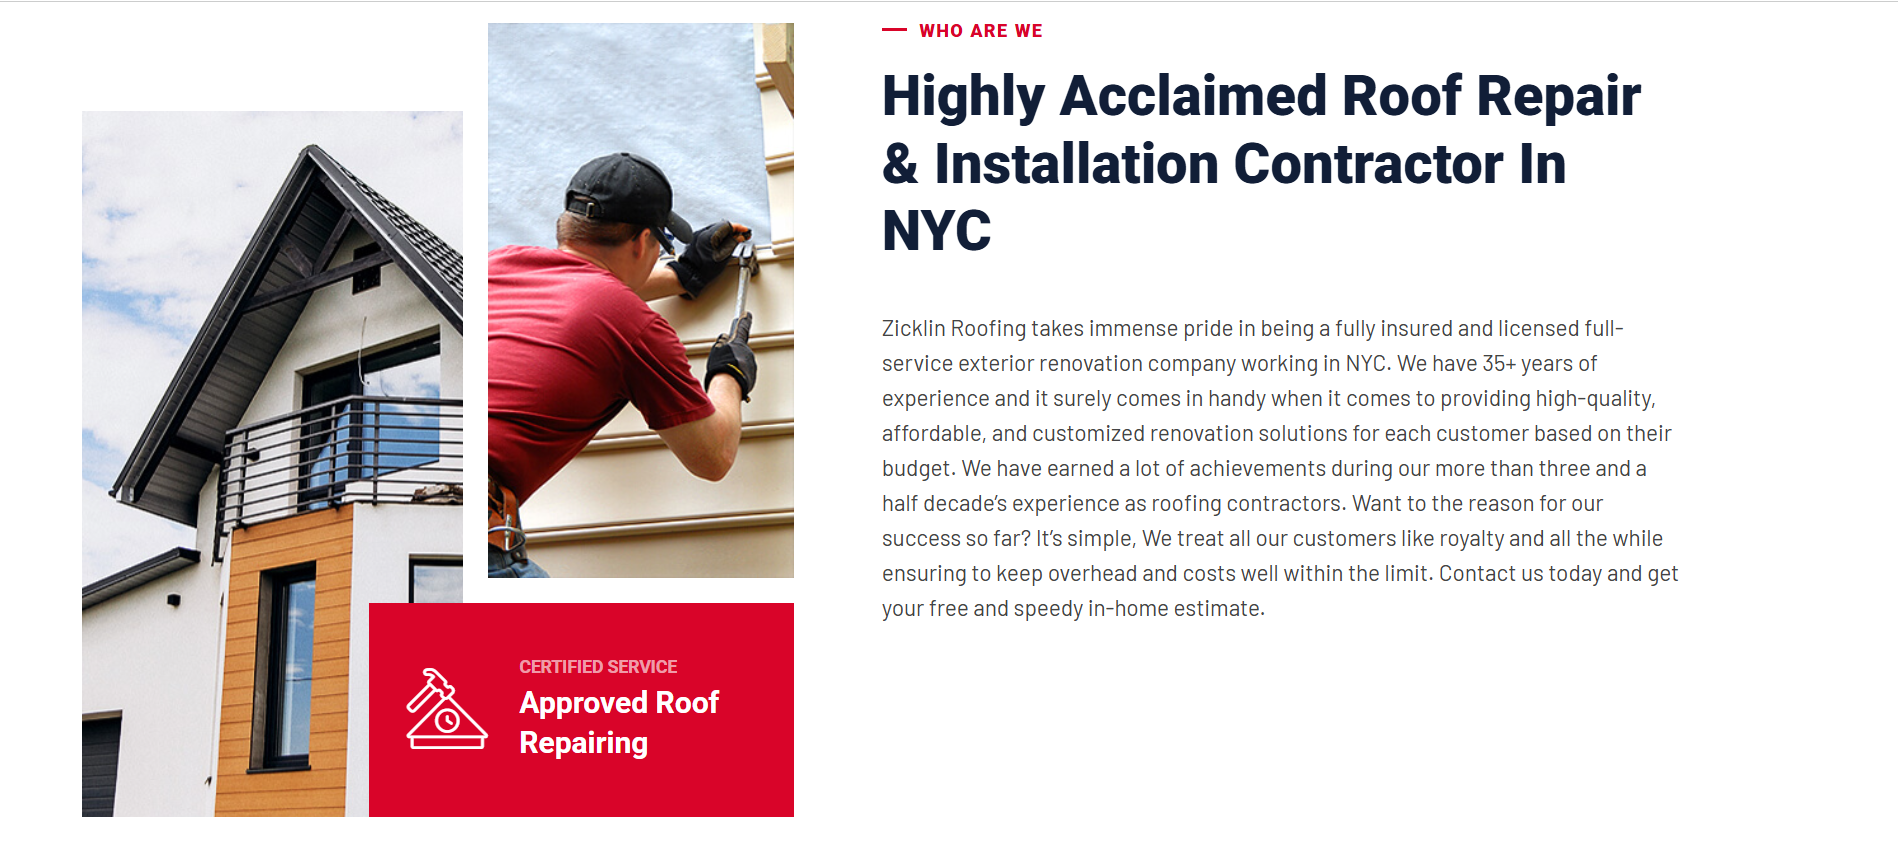 WHO ARE WE
Highly Acclaimed Roof Repair
& Installation Contractor In
NYC
Zicklin Roofing takes immense pride in being a fully insured and licensed full-
service exterior renovation company working in NYC. We have 35+ years of
experience and it surely comes in handy when it comes to providing high-quality,
affordable, and customized renovation solutions for each customer based on their
budget. We have earned a lot of achievements during our more than three and a
half decade’s experience as roofing contractors. Want to the reason for our
success so far? It’s simple, We treat all our customers like royalty and all the while
ensuring to keep overhead and costs well within the limit. Contact us today and get
your free and speedy in-home estimate.
CERTIFIED SERVICE
Approved Roof
Repairing